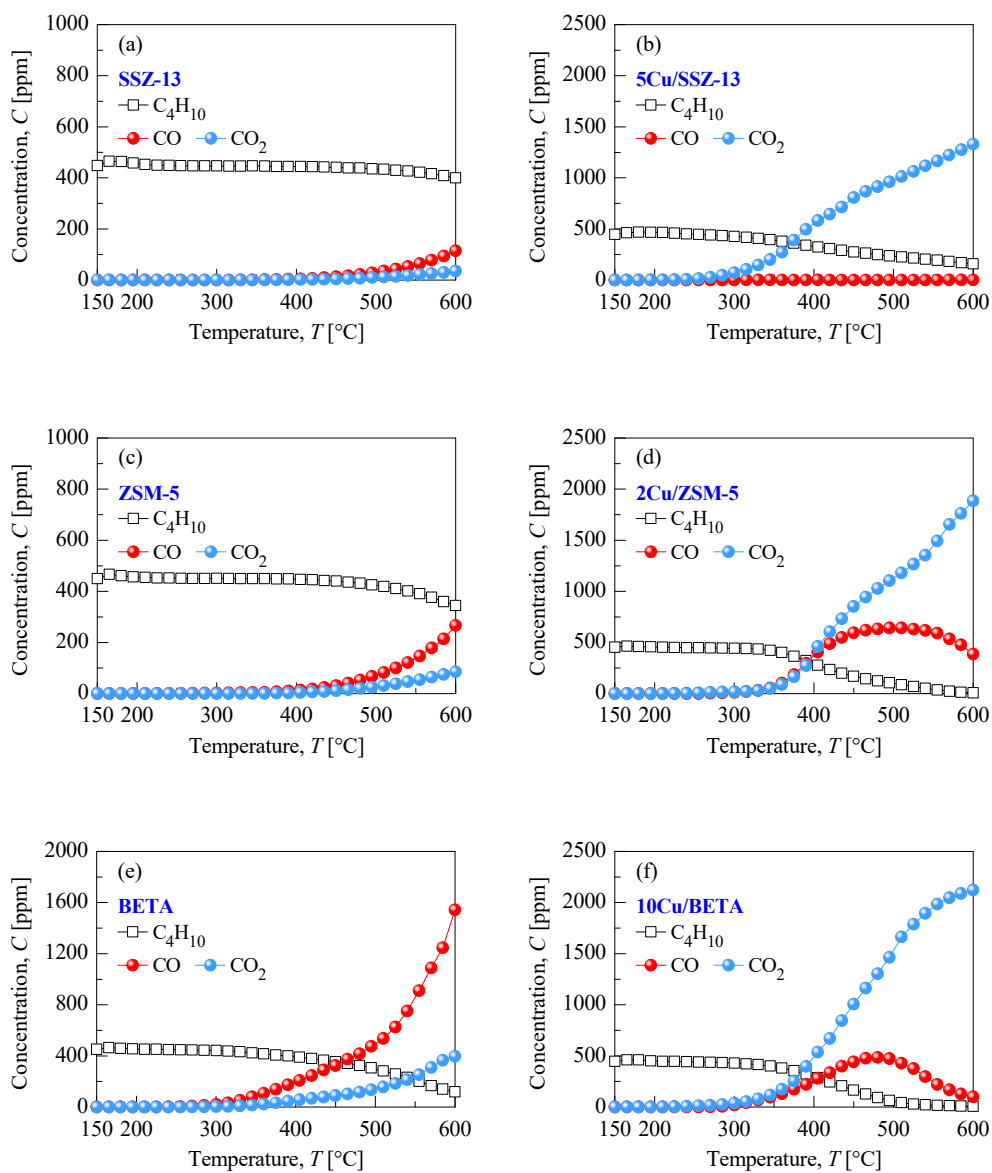 (a)
SSZ-13
C4H10
CO CO2
Concentration, C [ppm]
1000
800
600
400
200
0
150 200 300 400 500 600
Temperature, T [°C]
(b)
5Cu/SSZ-13
C4H10
CO CO2
Concentration, C [ppm]
2500
2000
1500
1000
500
0
150 200 300 400 500 600
Temperature, T [°C]
(c)
ZSM-5
C4H10
CO CO2
Concentration, C [ppm]
1000
800
600
400
200
0
150 200 300 400 500 600
Temperature, T [°C]
(d)
2Cu/ZSM-5
C4H10
CO CO2
Concentration, C [ppm]
2500
2000
1500
1000
500
0
150 200 300 400 500 600
Temperature, T [°C]
(e)
BETA
C4H10
CO CO2
Concentration, C [ppm]
2000
1600
1200
800
400
0
150 200 300 400 500 600
Temperature, T [°C]
(f)
10Cu/BETA
C4H10
CO CO2
Concentration, C [ppm]
2500
2000
1500
1000
500
0
150 200 300 400 500 600
Temperature, T [°C]